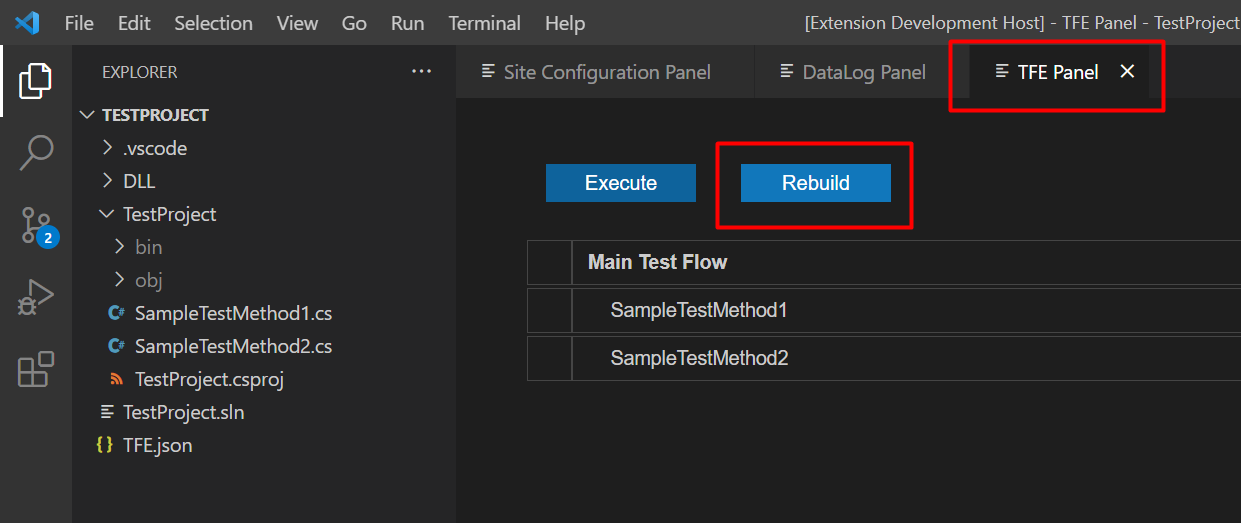 File Edit Selection View Go Run Terminal Help [Extension Development Host] - TFE Panel - TestProject
EXPLORER ···
Site Configuration Panel DataLog Panel TFE Panel
TESTPROJECT
.vscode
DLL
TestProject
bin
obj
SampleTestMethod1.cs
SampleTestMethod2.cs
TestProject.csproj
TestProject.sln
TFE.json
2
Execute Rebuild
Main Test Flow
SampleTestMethod1
SampleTestMethod2